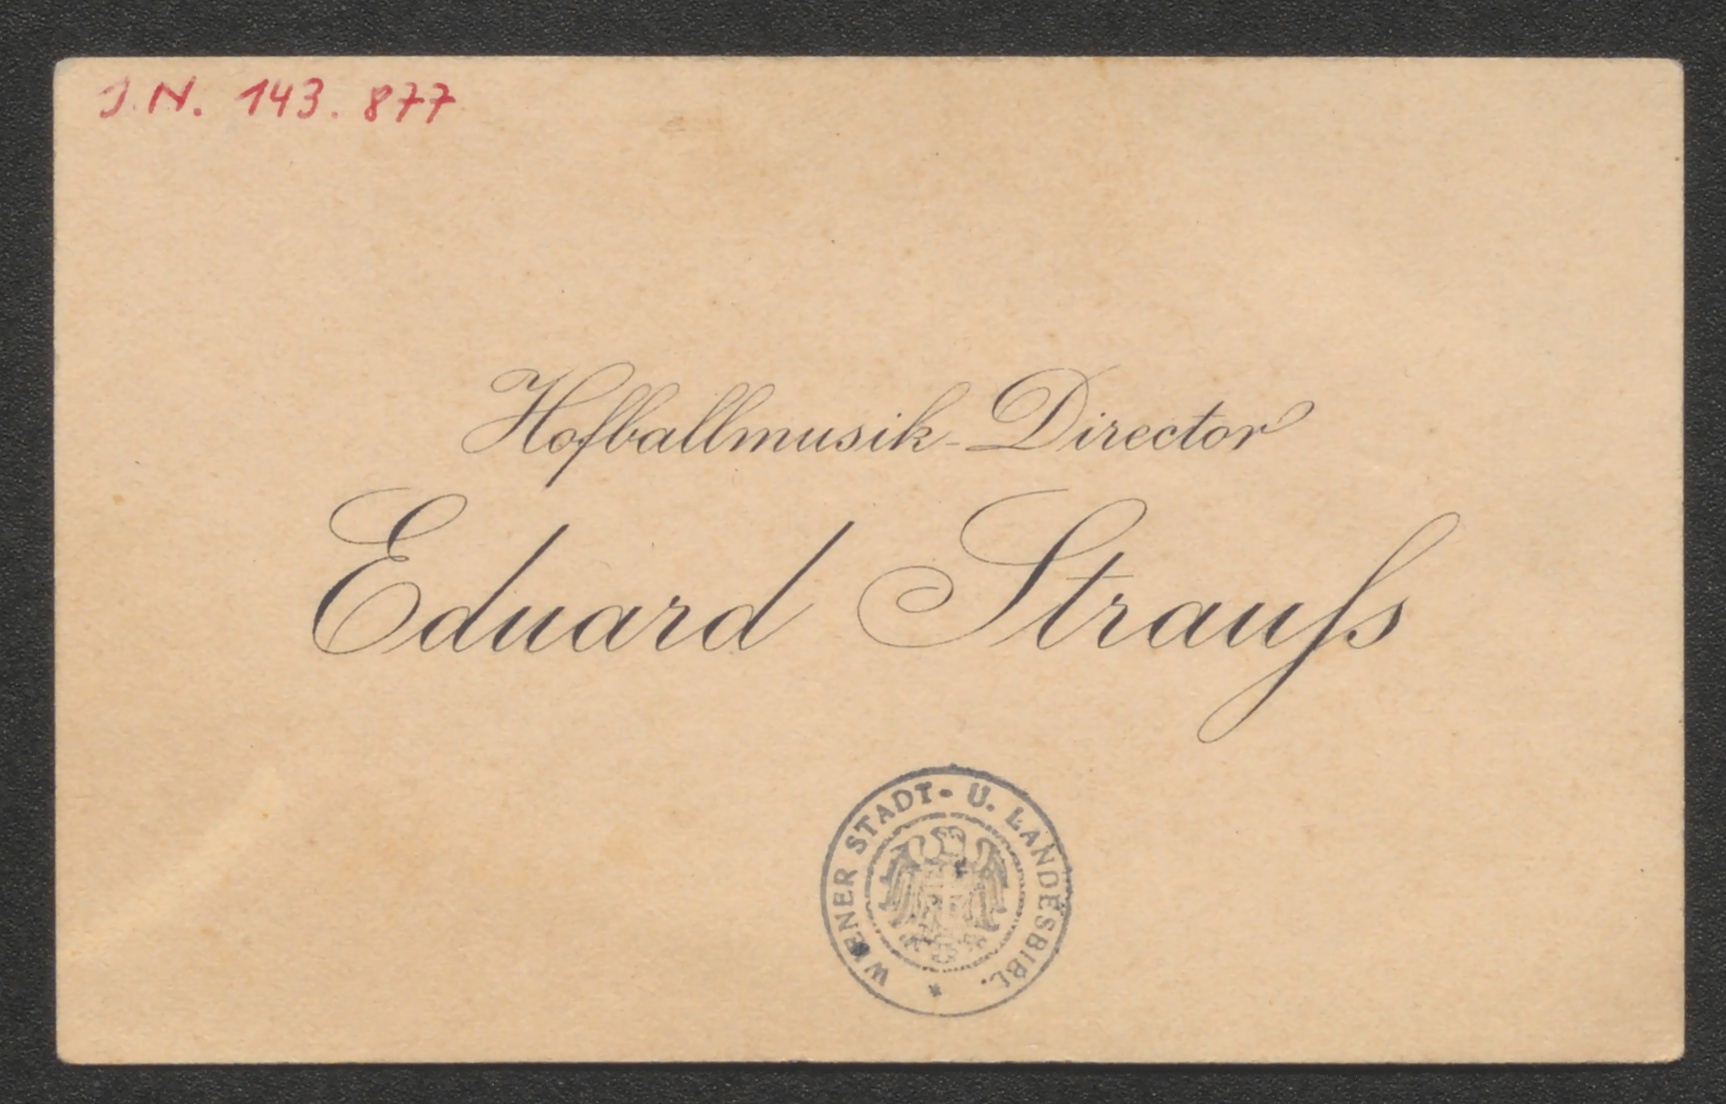 J.N. 143.877
Hofballmusik-Director
Eduard Strauſs
WIENER STADT- U. LANDESBIBL. *